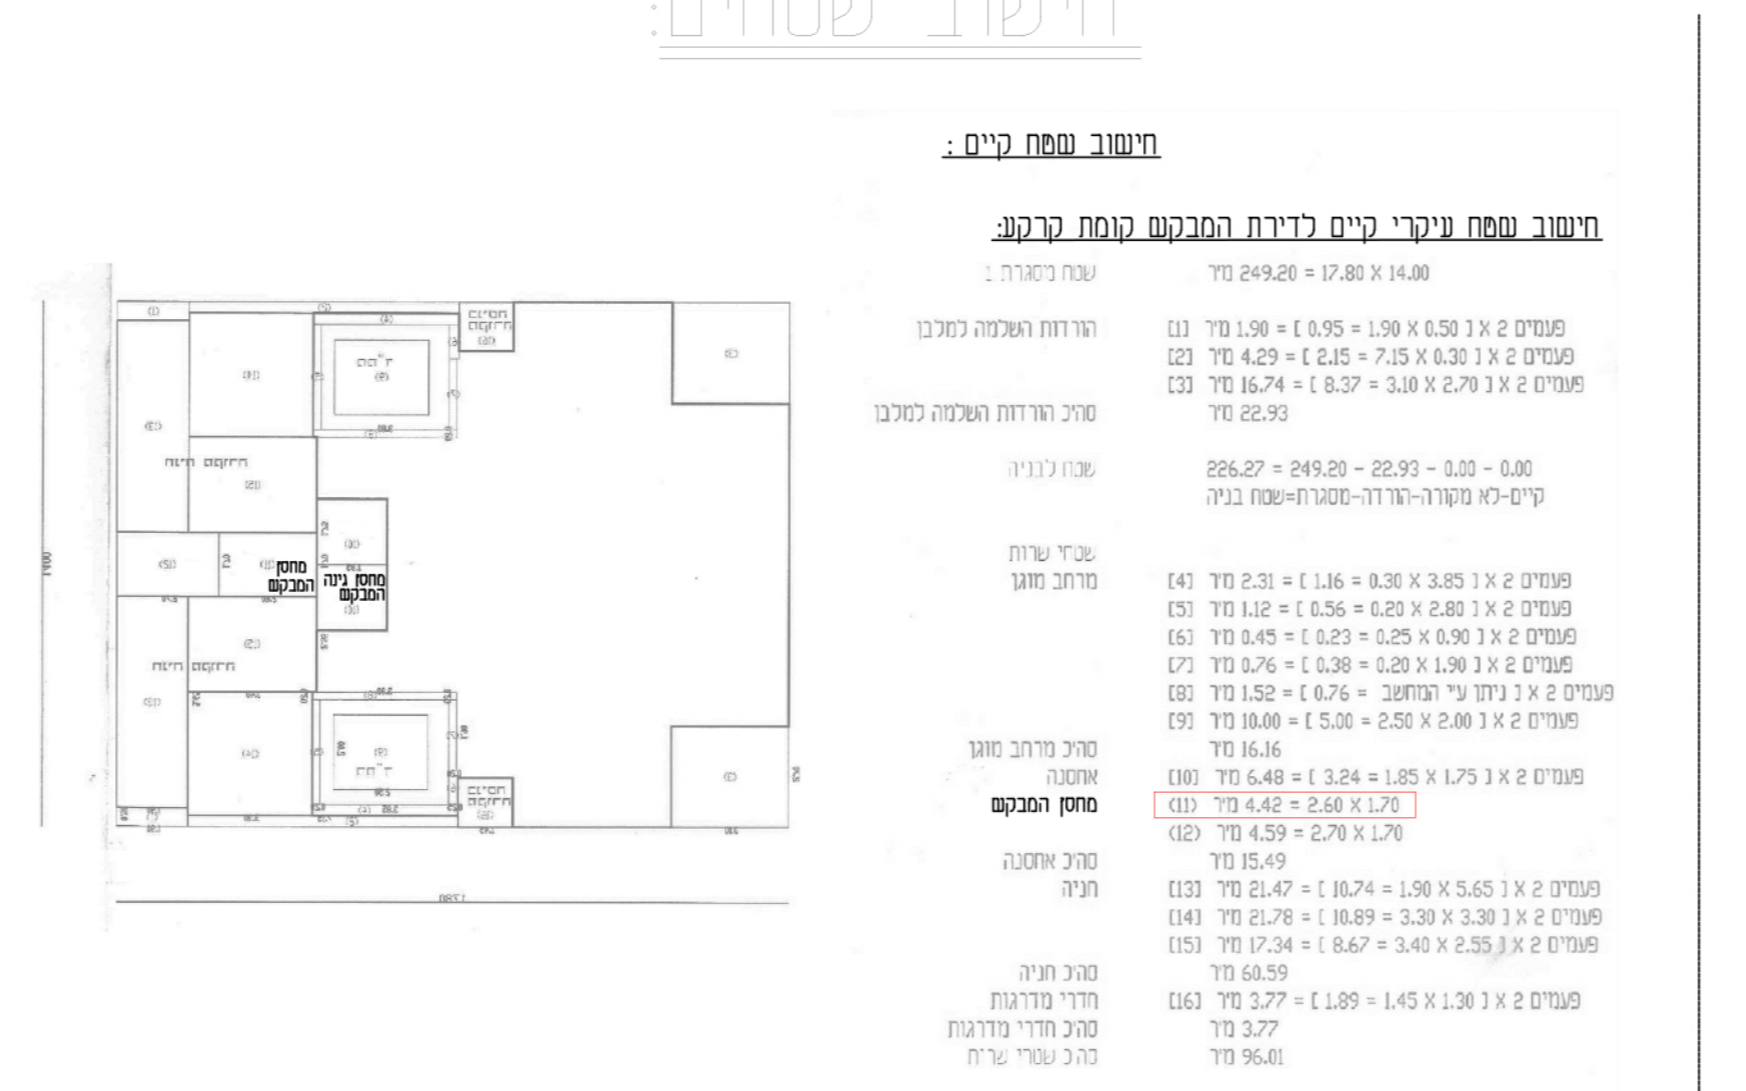 חישוב שטחים:
חישוב שטח קיים :
חישוב שטח עיקרי קיים לדירת המבקש קומת קרקע:
שטח מסגרת 1 מ"ר 249.20 = 17.80 X 14.00
הורדות השלמה למלבן [1] מ"ר 1.90 = [ 0.95 = 1.90 X 0.50 ] X 2 פעמים
[2] מ"ר 4.29 = [ 2.15 = 7.15 X 0.30 ] X 2 פעמים
[3] מ"ר 16.74 = [ 8.37 = 3.10 X 2.70 ] X 2 פעמים
סה"כ הורדות השלמה למלבן מ"ר 22.93
שטח לבניה 226.27 = 249.20 - 22.93 - 0.00 - 0.00
קיים-לא מקורה-הורדה-מסגרת=שטח בניה
שטחי שרות
מרחב מוגן [4] מ"ר 2.31 = [ 1.16 = 0.30 X 3.85 ] X 2 פעמים
[5] מ"ר 1.12 = [ 0.56 = 0.20 X 2.80 ] X 2 פעמים
[6] מ"ר 0.45 = [ 0.23 = 0.25 X 0.90 ] X 2 פעמים
[7] מ"ר 0.76 = [ 0.38 = 0.20 X 1.90 ] X 2 פעמים
[8] מ"ר 1.52 = [ 0.76 = ניתן ע"י המחשב ] X 2 פעמים
[9] מ"ר 10.00 = [ 5.00 = 2.50 X 2.00 ] X 2 פעמים
סה"כ מרחב מוגן מ"ר 16.16
אחסנה [10] מ"ר 6.48 = [ 3.24 = 1.85 X 1.75 ] X 2 פעמים
מחסן המבקש (11) מ"ר 4.42 = 2.60 X 1.70
(12) מ"ר 4.59 = 2.70 X 1.70
סה"כ אחסנה מ"ר 15.49
חניה [13] מ"ר 21.47 = [ 10.74 = 1.90 X 5.65 ] X 2 פעמים
[14] מ"ר 21.78 = [ 10.89 = 3.30 X 3.30 ] X 2 פעמים
[15] מ"ר 17.34 = [ 8.67 = 3.40 X 2.55 ] X 2 פעמים
סה"כ חניה מ"ר 60.59
חדרי מדרגות [16] מ"ר 3.77 = [ 1.89 = 1.45 X 1.30 ] X 2 פעמים
סה"כ חדרי מדרגות מ"ר 3.77
סה"כ שטחי שרות מ"ר 96.01
מחסן
המבקש
מחסן גינה
המבקש
חניה מקורה
חניה מקורה
ממ"ד
ממ"ד
1400
1780